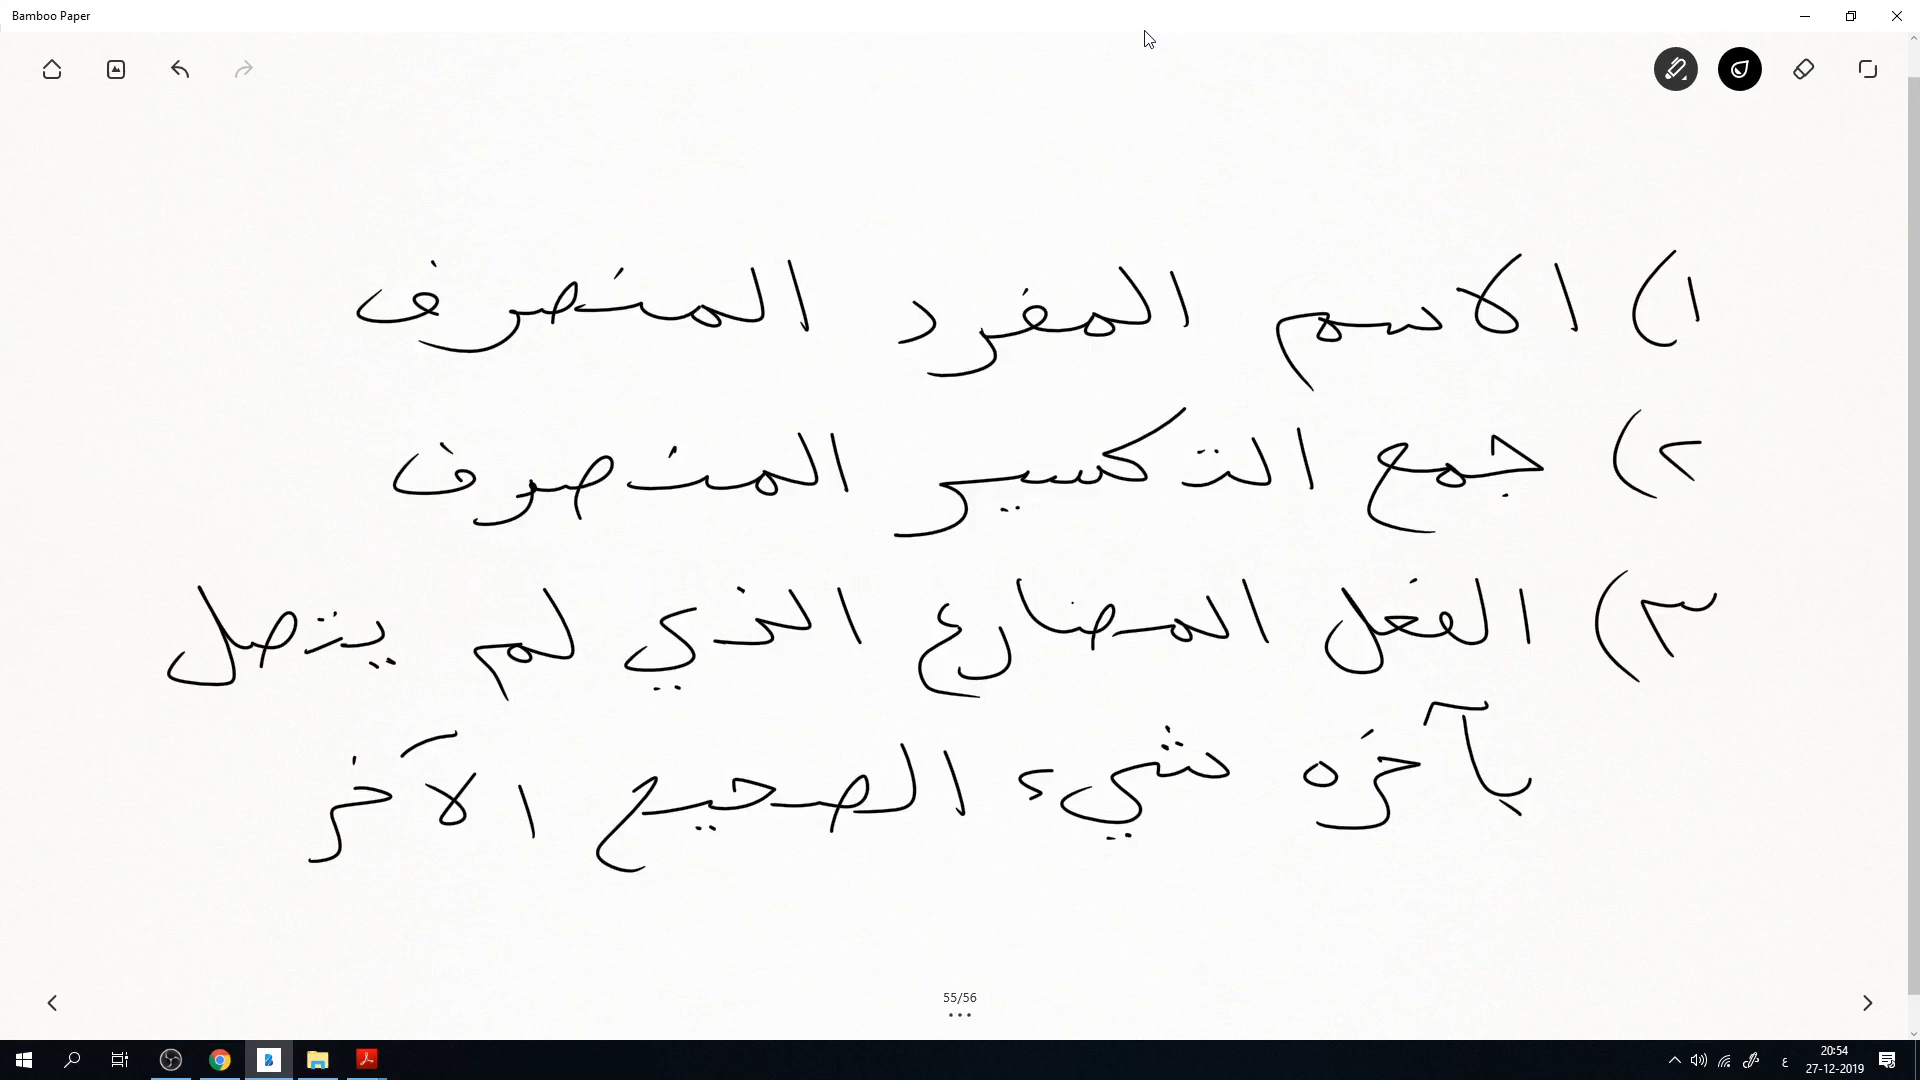 Bamboo Paper
١) الاسم المفرد المنصرف
٢) جمع التكسير المنصرف
٣) الفعل المضارع الذي لم يتصل
بآخره شيء الصحيح الآخر
55/56
ع
20:54
27-12-2019